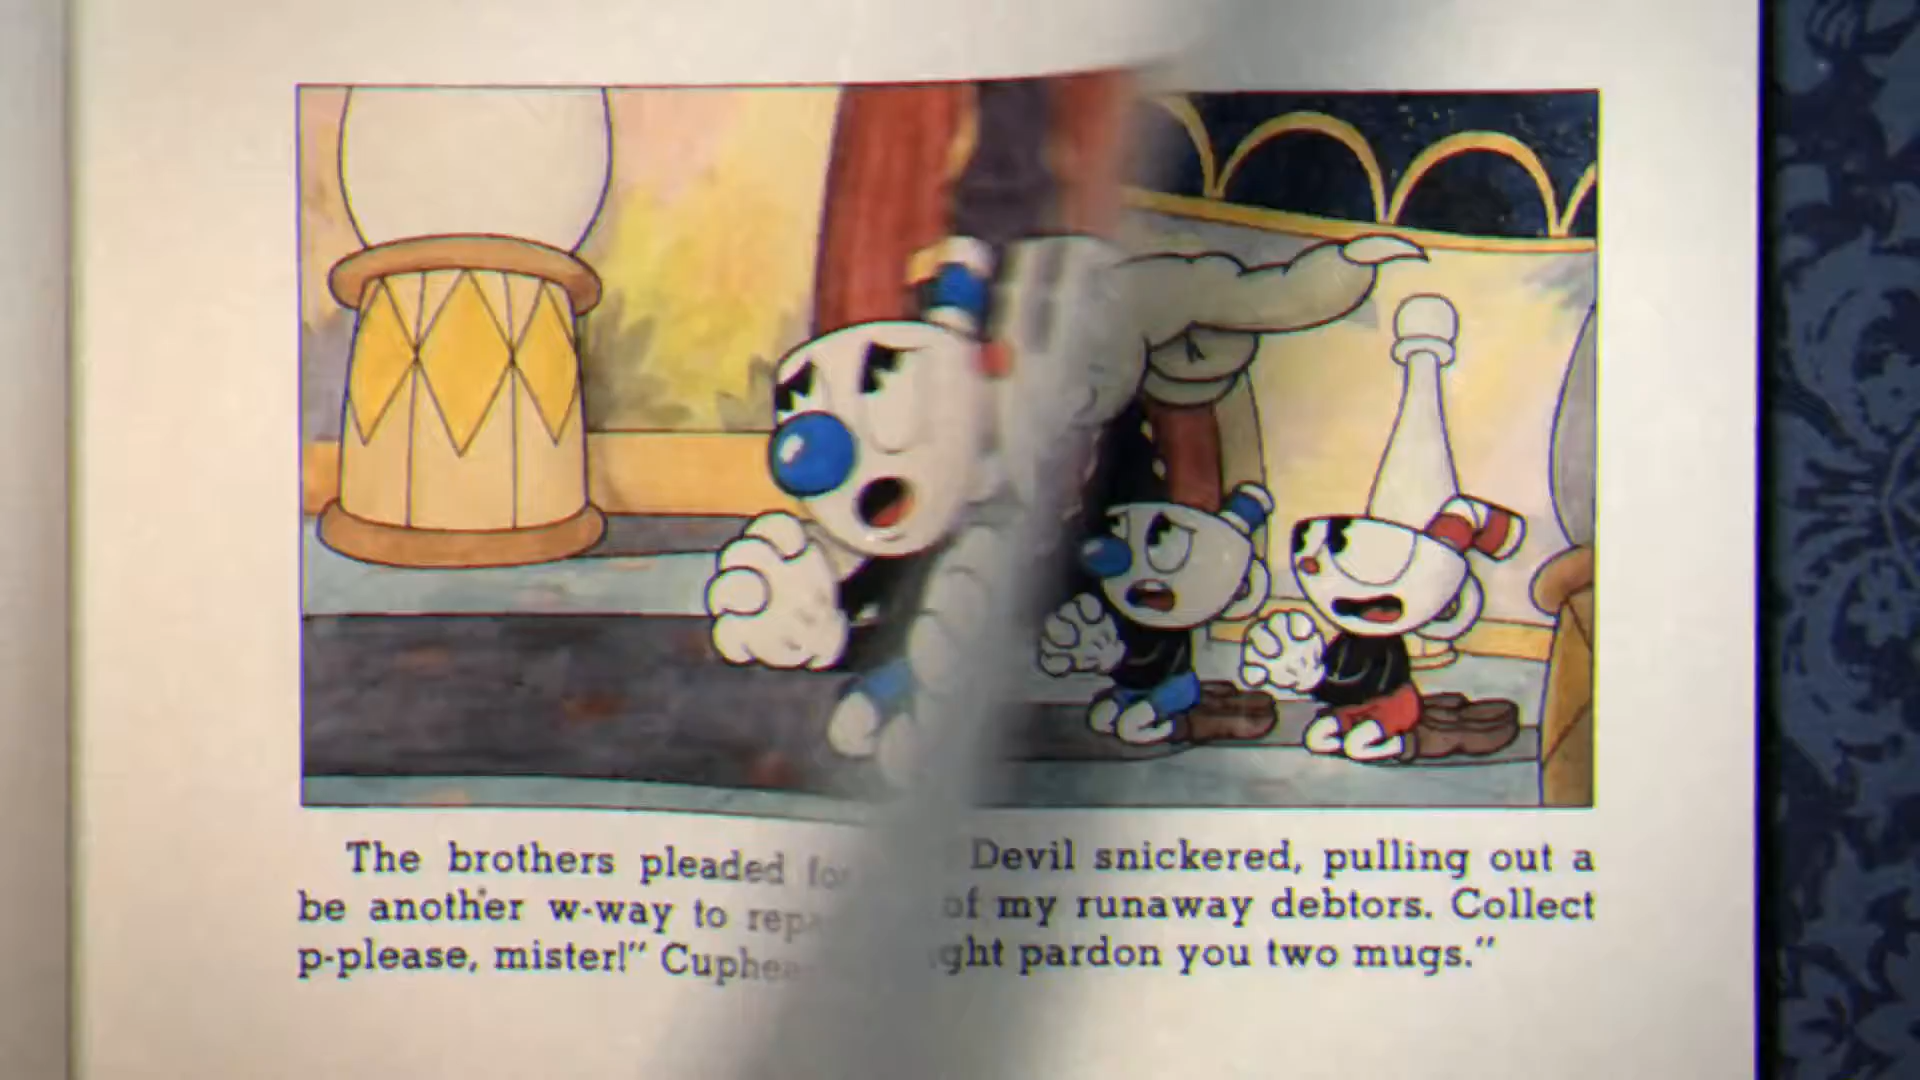 The brothers pleaded for Devil snickered, pulling out a
be another w-way to of my runaway debtors. Collect
p-please, mister!” pardon you two mugs.”